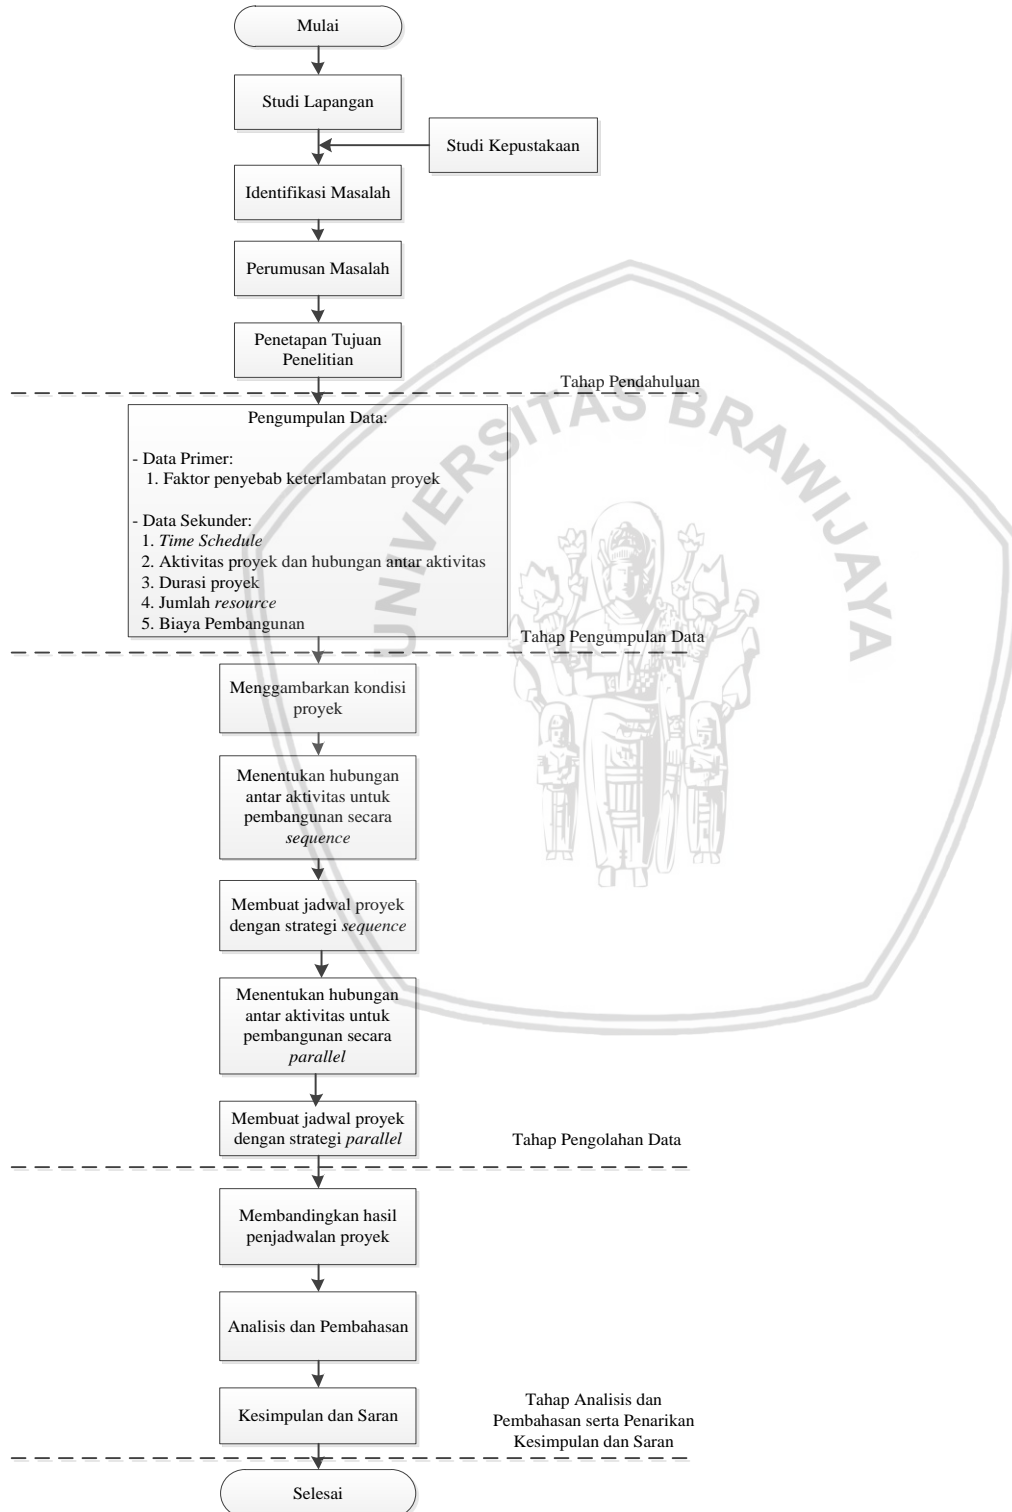 Mulai
Studi Lapangan
Studi Kepustakaan
Identifikasi Masalah
Perumusan Masalah
Penetapan Tujuan
Penelitian
Tahap Pendahuluan
Pengumpulan Data:
- Data Primer:
1. Faktor penyebab keterlambatan proyek
- Data Sekunder:
1. Time Schedule
2. Aktivitas proyek dan hubungan antar aktivitas
3. Durasi proyek
4. Jumlah resource
5. Biaya Pembangunan
Tahap Pengumpulan Data
UNIVERSITAS BRAWIJAYA
Menggambarkan kondisi
proyek
Menentukan hubungan
antar aktivitas untuk
pembangunan secara
sequence
Membuat jadwal proyek
dengan strategi sequence
Menentukan hubungan
antar aktivitas untuk
pembangunan secara
parallel
Membuat jadwal proyek
dengan strategi parallel
Tahap Pengolahan Data
Membandingkan hasil
penjadwalan proyek
Analisis dan Pembahasan
Kesimpulan dan Saran
Tahap Analisis dan
Pembahasan serta Penarikan
Kesimpulan dan Saran
Selesai